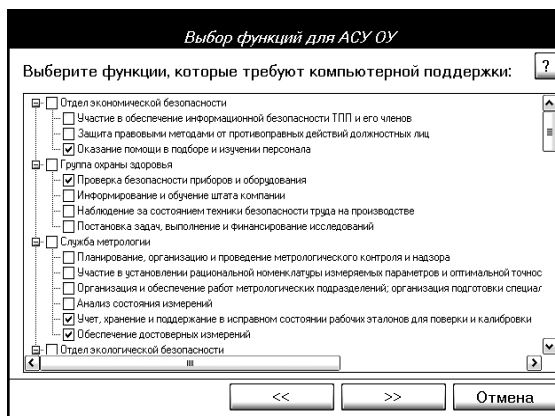 Выбор функций для АСУ ОУ
Выберите функции, которые требуют компьютерной поддержки:
?
Отдел экономической безопасности
Участие в обеспечение информационной безопасности ТПП и его членов
Защита правовыми методами от противоправных действий должностных лиц
Оказание помощи в подборе и изучении персонала
Группа охраны здоровья
Проверка безопасности приборов и оборудования
Информирование и обучение штата компании
Наблюдение за состоянием техники безопасности труда на производстве
Постановка задач, выполнение и финансирование исследований
Служба метрологии
Планирование, организацию и проведение метрологического контроля и надзора
Участие в установлении рациональной номенклатуры измеряемых параметров и оптимальной точнос
Организация и обеспечение работ метрологических подразделений; организация подготовки специал
Анализ состояния измерений
Учет, хранение и поддержание в исправном состоянии рабочих эталонов для поверки и калибровки
Обеспечение достоверных измерений
Отдел экологической безопасности
<< >> Отмена